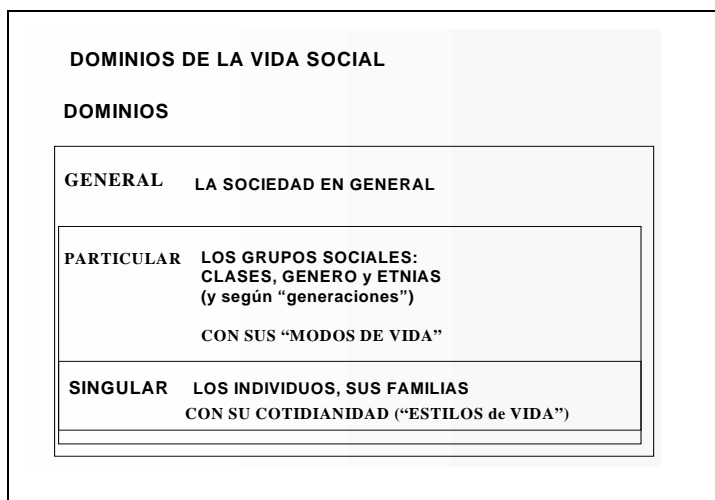 DOMINIOS DE LA VIDA SOCIAL
DOMINIOS
GENERAL LA SOCIEDAD EN GENERAL
PARTICULAR LOS GRUPOS SOCIALES:
CLASES, GENERO y ETNIAS
(y según “generaciones”)
CON SUS “MODOS DE VIDA”
SINGULAR LOS INDIVIDUOS, SUS FAMILIAS
CON SU COTIDIANIDAD (“ESTILOS de VIDA”)